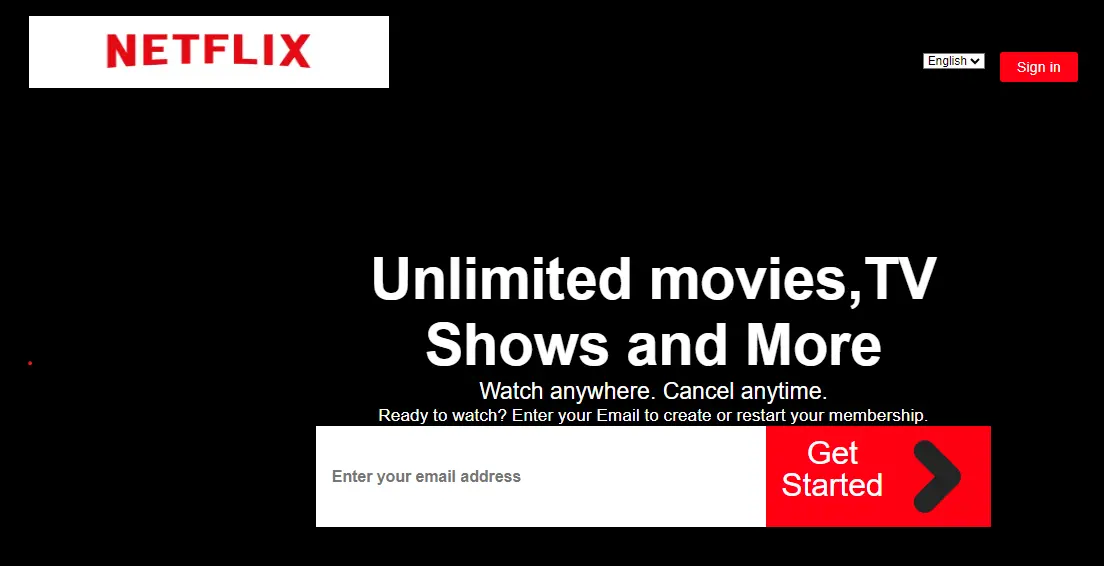 NETFLIX
English
Sign in
Unlimited movies,TV
Shows and More
Watch anywhere. Cancel anytime.
Ready to watch? Enter your Email to create or restart your membership.
Enter your email address
Get
Started